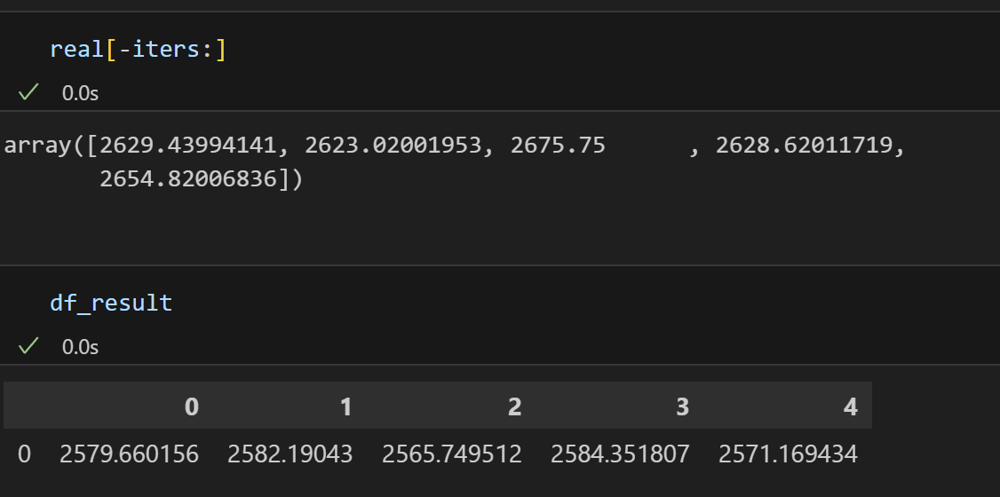 real[-iters:]
0.0s
array([2629.43994141, 2623.02001953, 2675.75      , 2628.62011719,
2654.82006836])
df_result
0.0s
0 1 2 3 4
0 2579.660156 2582.19043 2565.749512 2584.351807 2571.169434